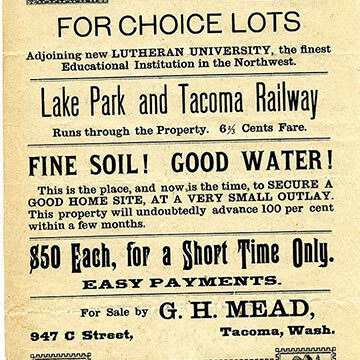 FOR CHOICE LOTS
Adjoining new LUTHERAN UNIVERSITY, the finest
Educational Institution in the Northwest.
Lake Park and Tacoma Railway
Runs through the Property. 6⅔ Cents Fare.
FINE SOIL! GOOD WATER!
This is the place, and now is the time, to SECURE A
GOOD HOME SITE, AT A VERY SMALL OUTLAY.
This property will undoubtedly advance 100 per cent
within a few months.
$50 Each, for a Short Time Only.
EASY PAYMENTS.
For Sale by G. H. MEAD,
947 C Street, Tacoma, Wash.